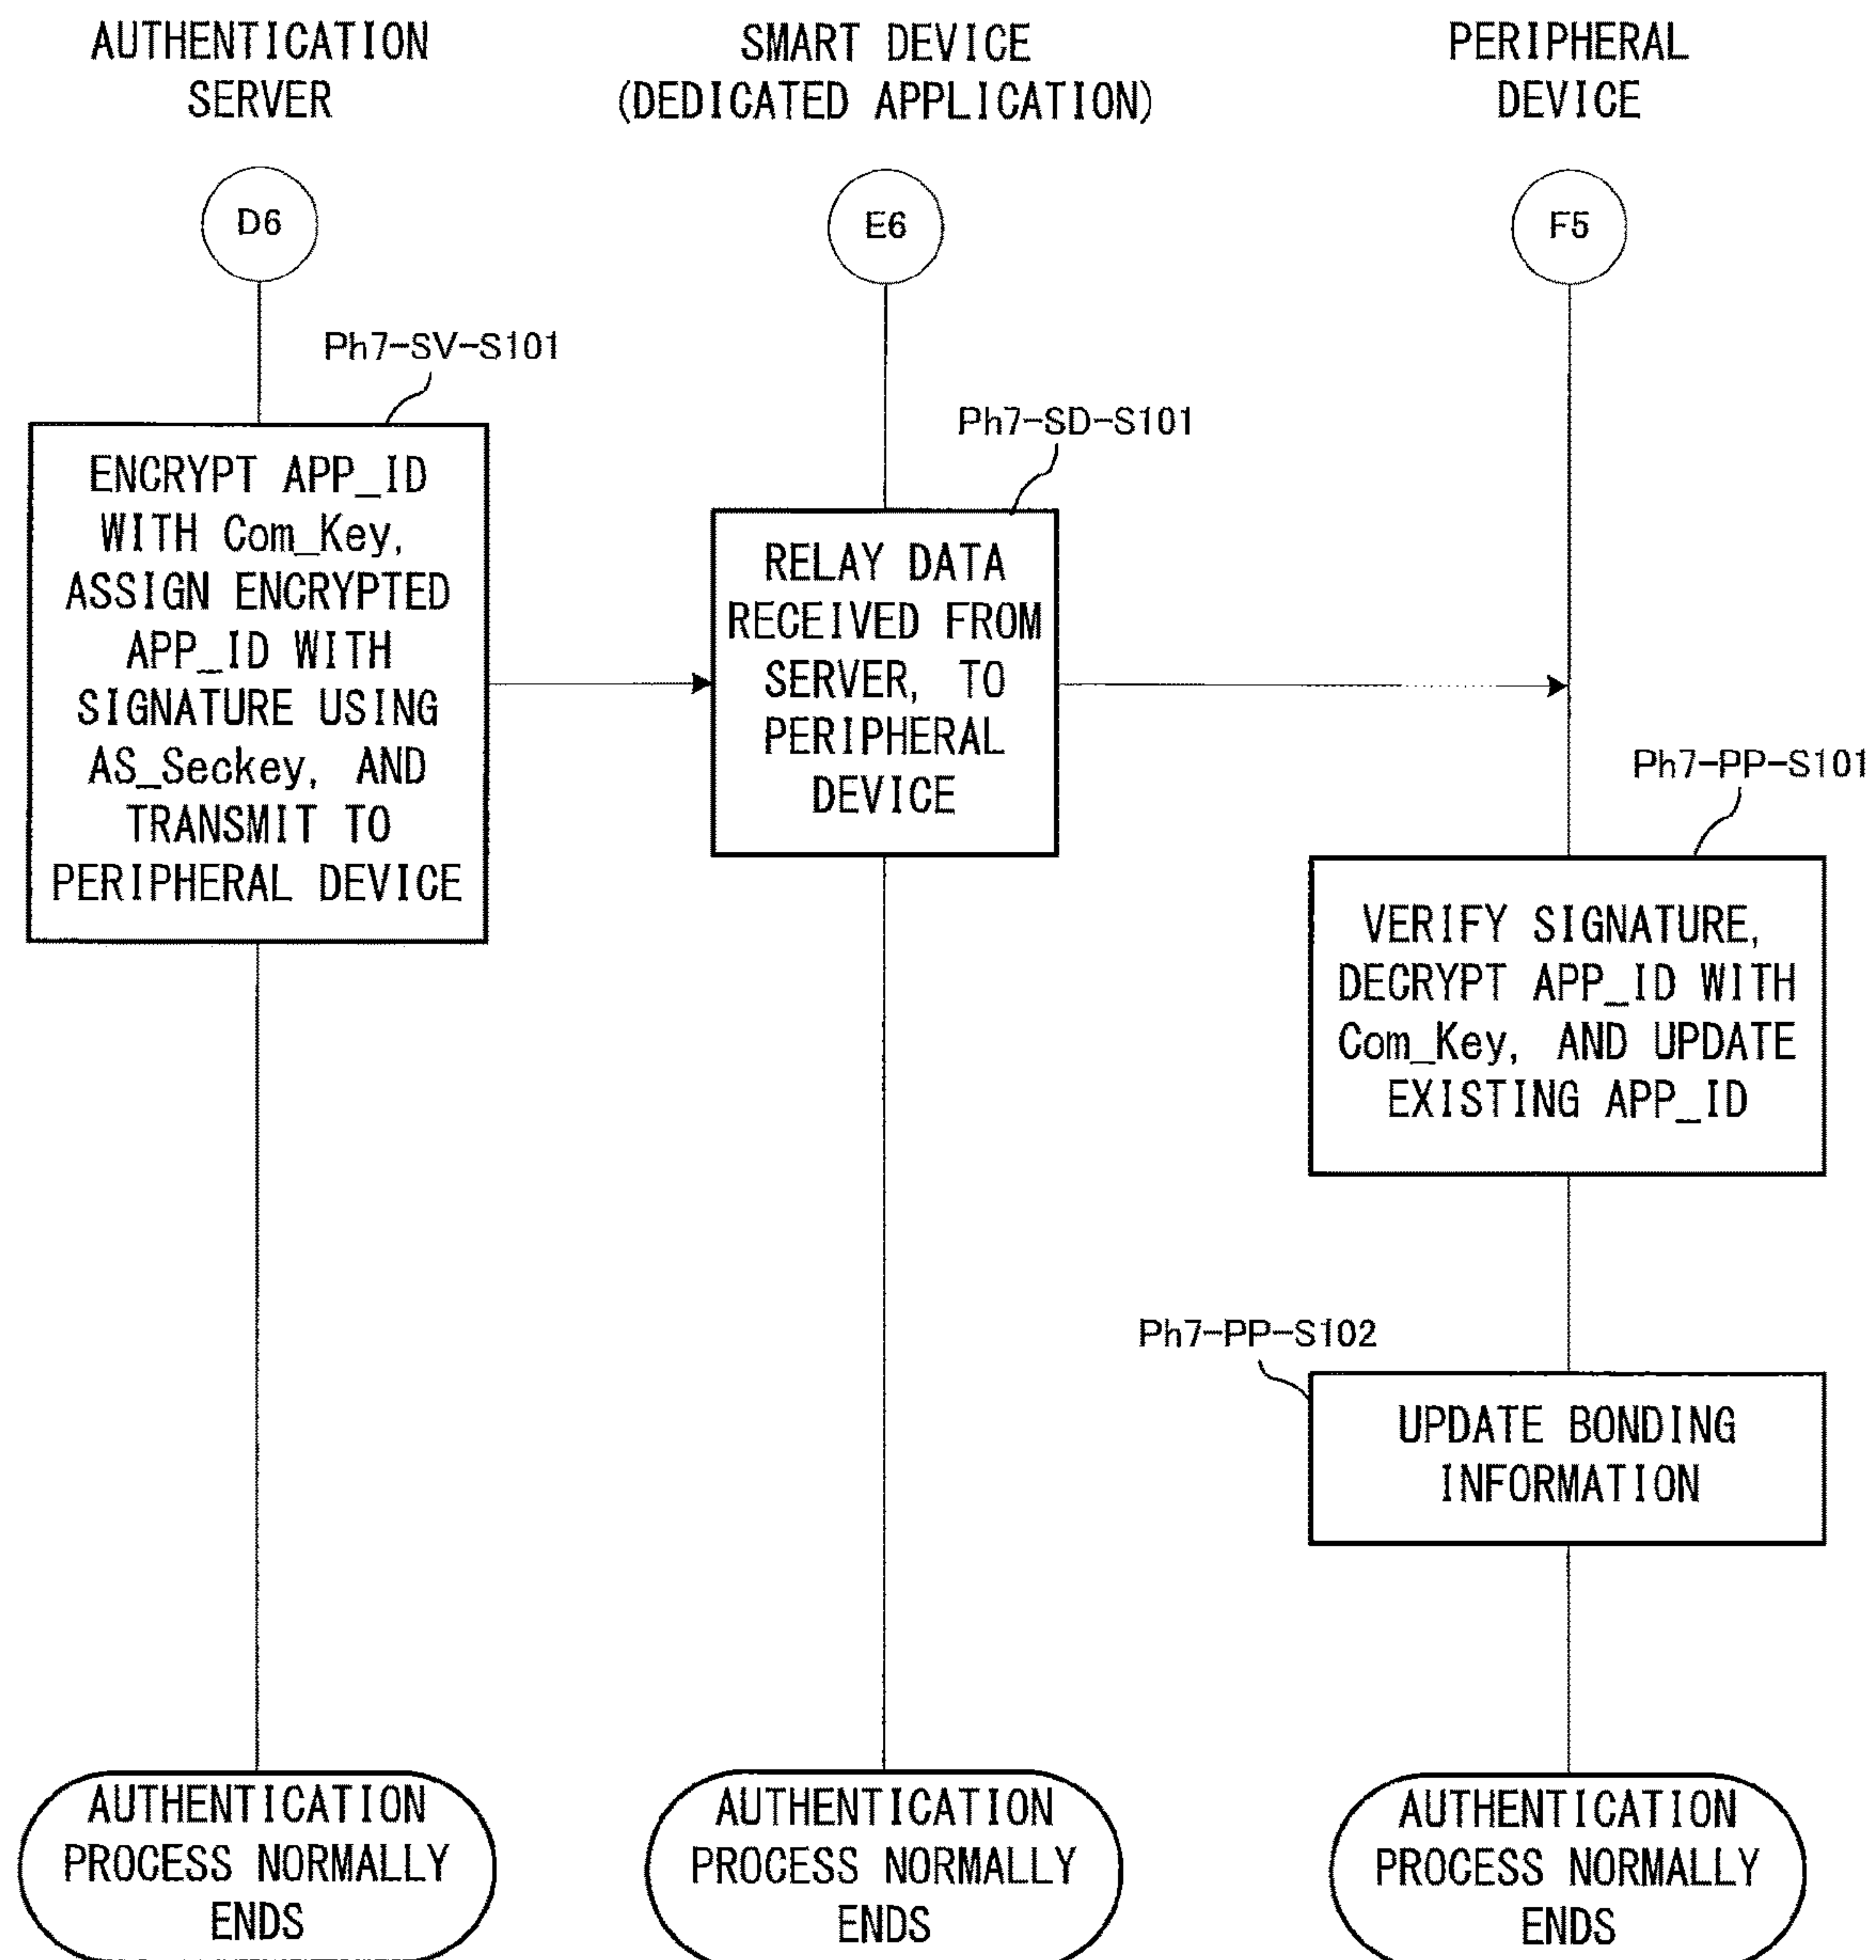 AUTHENTICATION
SERVER
SMART DEVICE
(DEDICATED APPLICATION)
PERIPHERAL
DEVICE
D6
E6
F5
Ph7-SV-S101
ENCRYPT APP_ID
WITH Com_Key,
ASSIGN ENCRYPTED
APP_ID WITH
SIGNATURE USING
AS_Seckey, AND
TRANSMIT TO
PERIPHERAL DEVICE
Ph7-SD-S101
RELAY DATA
RECEIVED FROM
SERVER, TO
PERIPHERAL
DEVICE
Ph7-PP-S101
VERIFY SIGNATURE,
DECRYPT APP_ID WITH
Com_Key, AND UPDATE
EXISTING APP_ID
Ph7-PP-S102
UPDATE BONDING
INFORMATION
AUTHENTICATION
PROCESS NORMALLY
ENDS
AUTHENTICATION
PROCESS NORMALLY
ENDS
AUTHENTICATION
PROCESS NORMALLY
ENDS